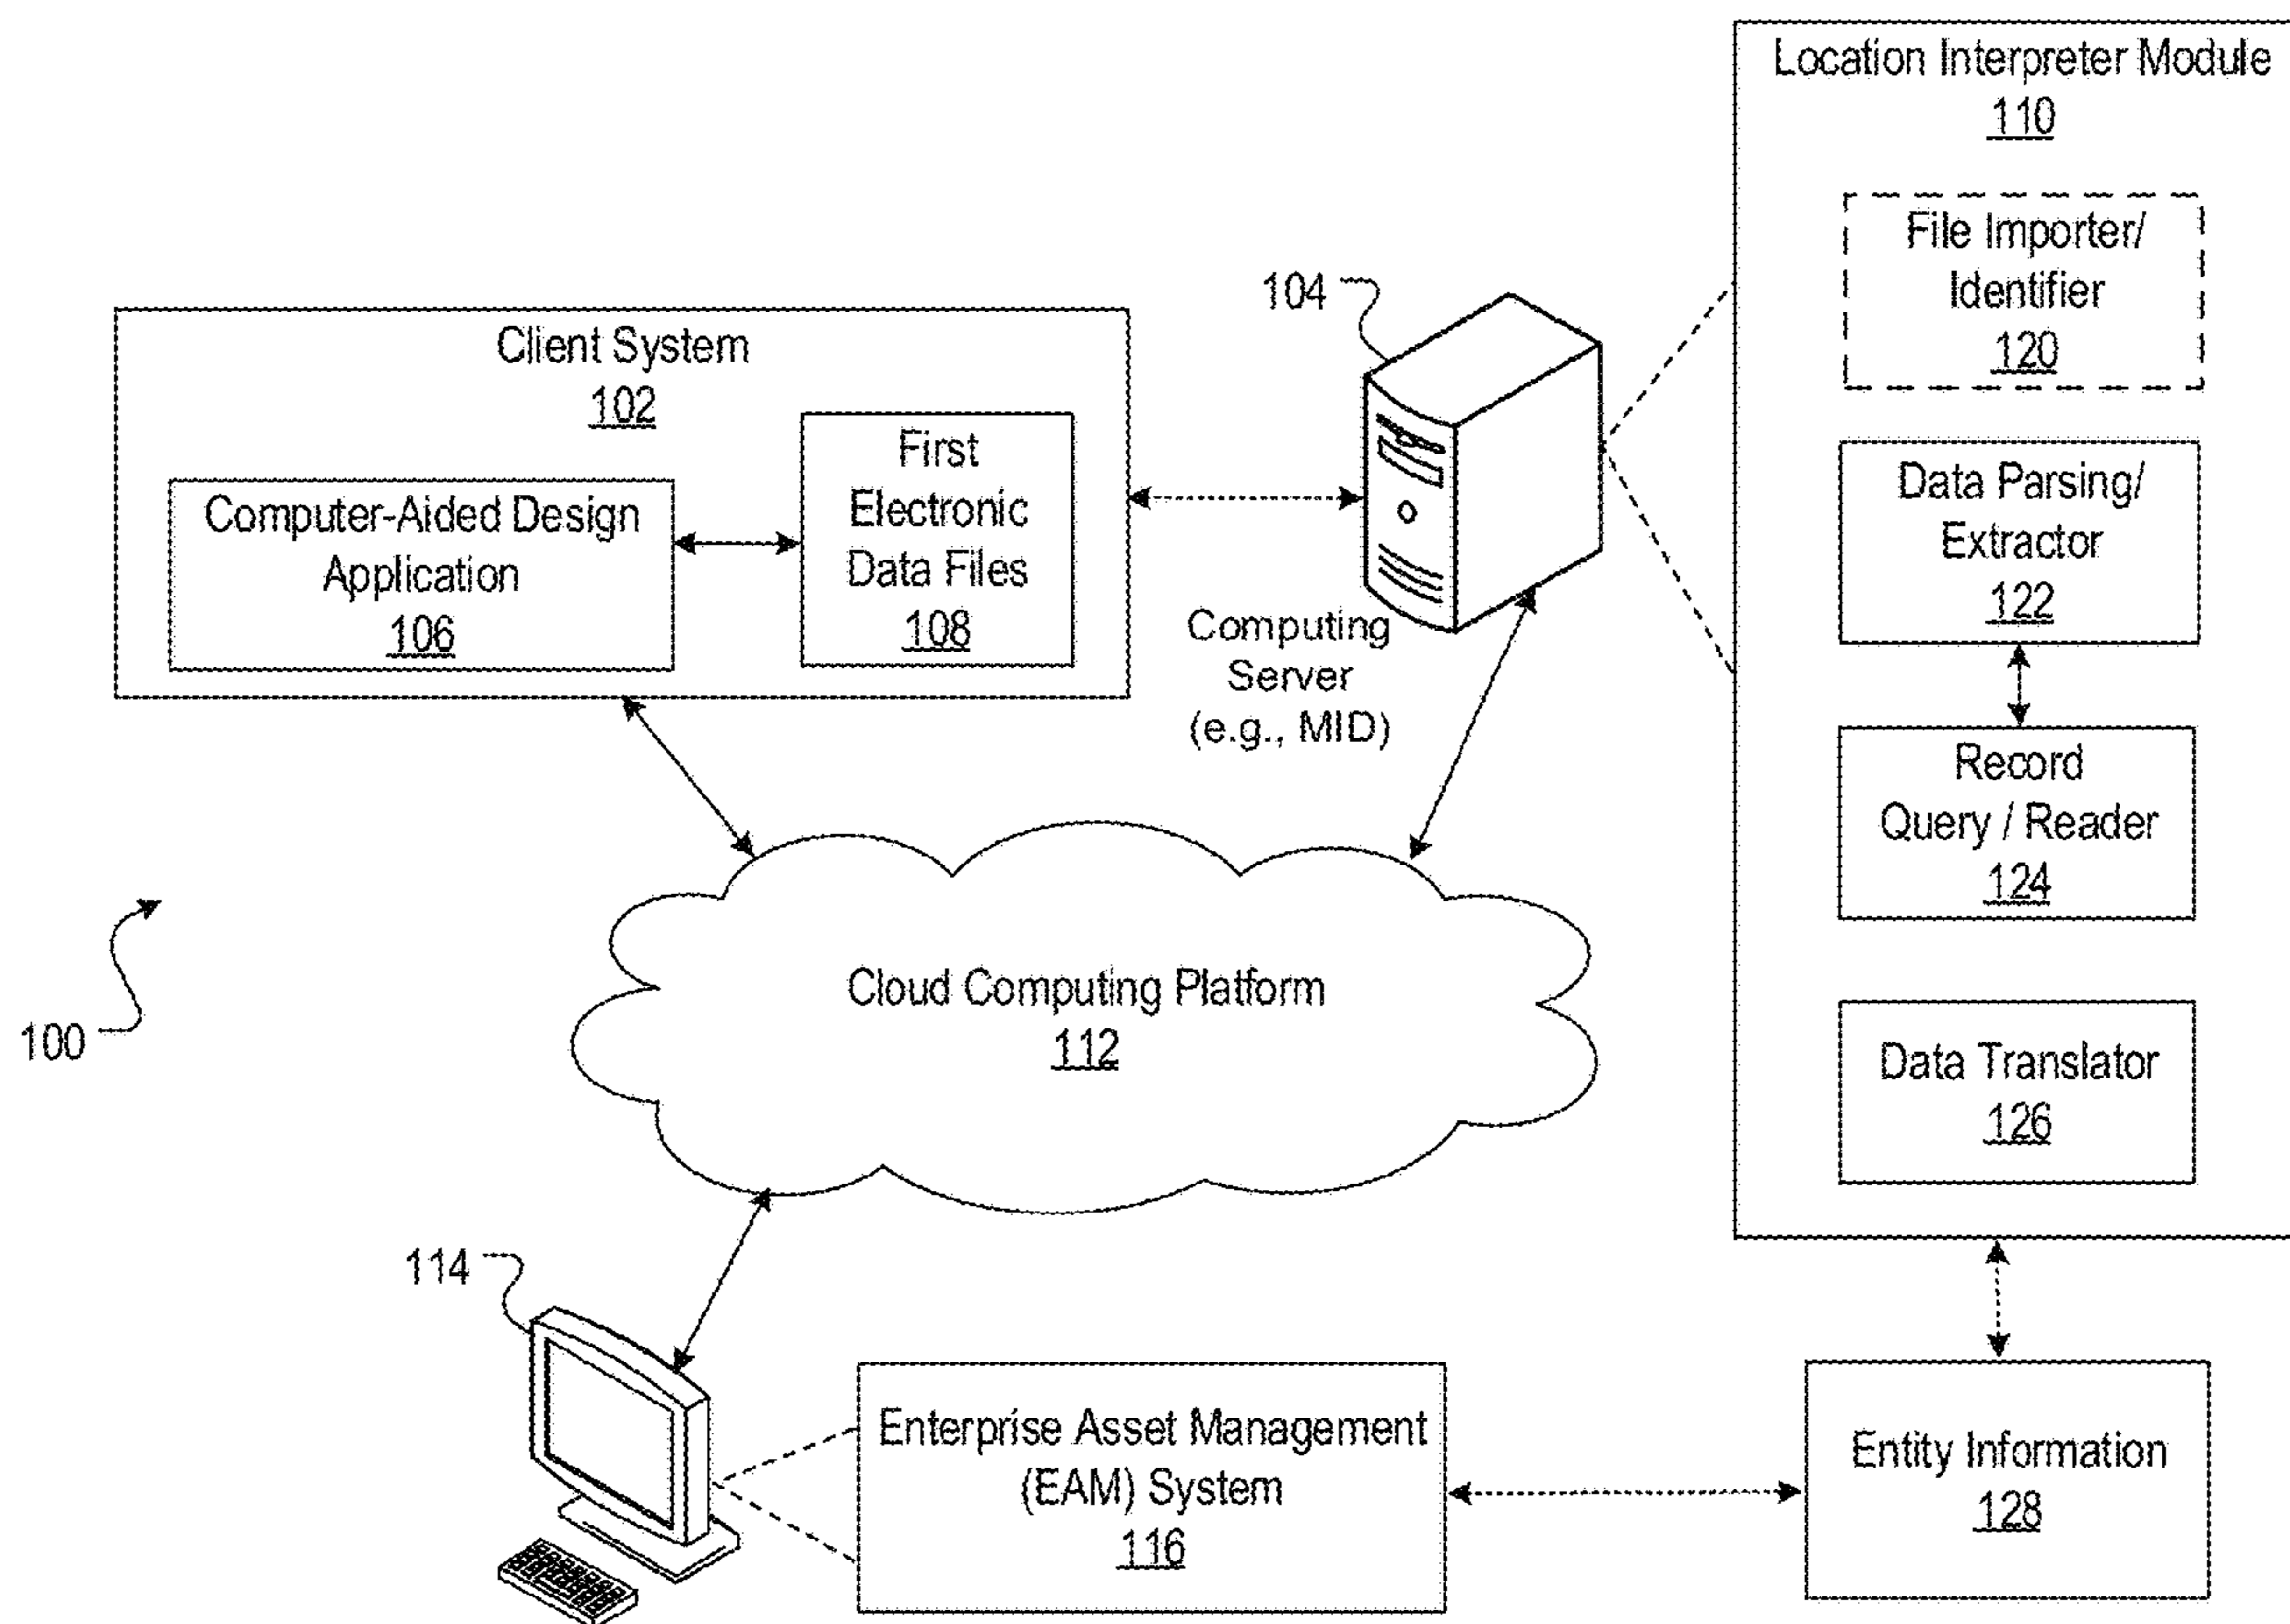 Location Interpreter Module
110
File Importer/
Identifier
120
Data Parsing/
Extractor
122
Record
Query / Reader
124
Data Translator
126
104
Client System
102
Computer-Aided Design
Application
106
First
Electronic
Data Files
108
Computing
Server
(e.g., MID)
Cloud Computing Platform
112
100
114
Enterprise Asset Management
(EAM) System
116
Entity Information
128